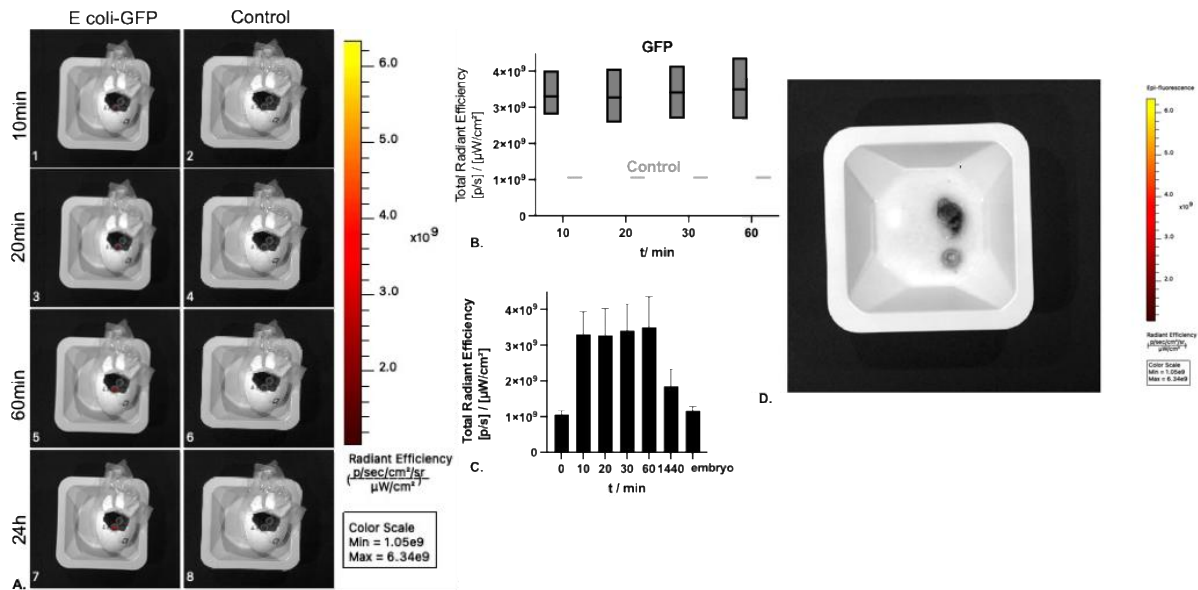 E coli-GFP
Control
10min
20min
60min
24h
1
2
3
4
5
6
7
8
A.
6.0
5.0
4.0
3.0
2.0
x10⁹
Radiant Efficiency
(p/sec/cm²/sr
µW/cm²)
Color Scale
Min = 1.05e9
Max = 6.34e9
GFP
Total Radiant Efficiency
[p/s] / [µW/cm²]
4×10⁹
3×10⁹
2×10⁹
1×10⁹
0
Control
10
20
30
60
t/ min
B.
Total Radiant Efficiency
[p/s] / [µW/cm²]
4×10⁹
3×10⁹
2×10⁹
1×10⁹
0
0 10 20 30 60 1440 embryo
t / min
C.
D.
Epi-fluorescence
6.0
5.0
4.0
3.0
2.0
x10⁹
Radiant Efficiency
(p/sec/cm²/sr
µW/cm²)
Color Scale
Min = 1.05e9
Max = 6.34e9